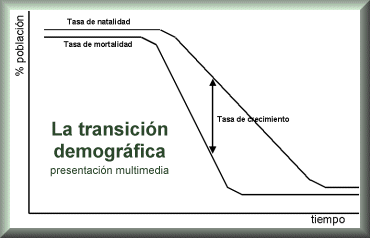 Tasa de natalidad
Tasa de mortalidad
% población
Tasa de crecimiento
La transición
demográfica
presentación multimedia
tiempo